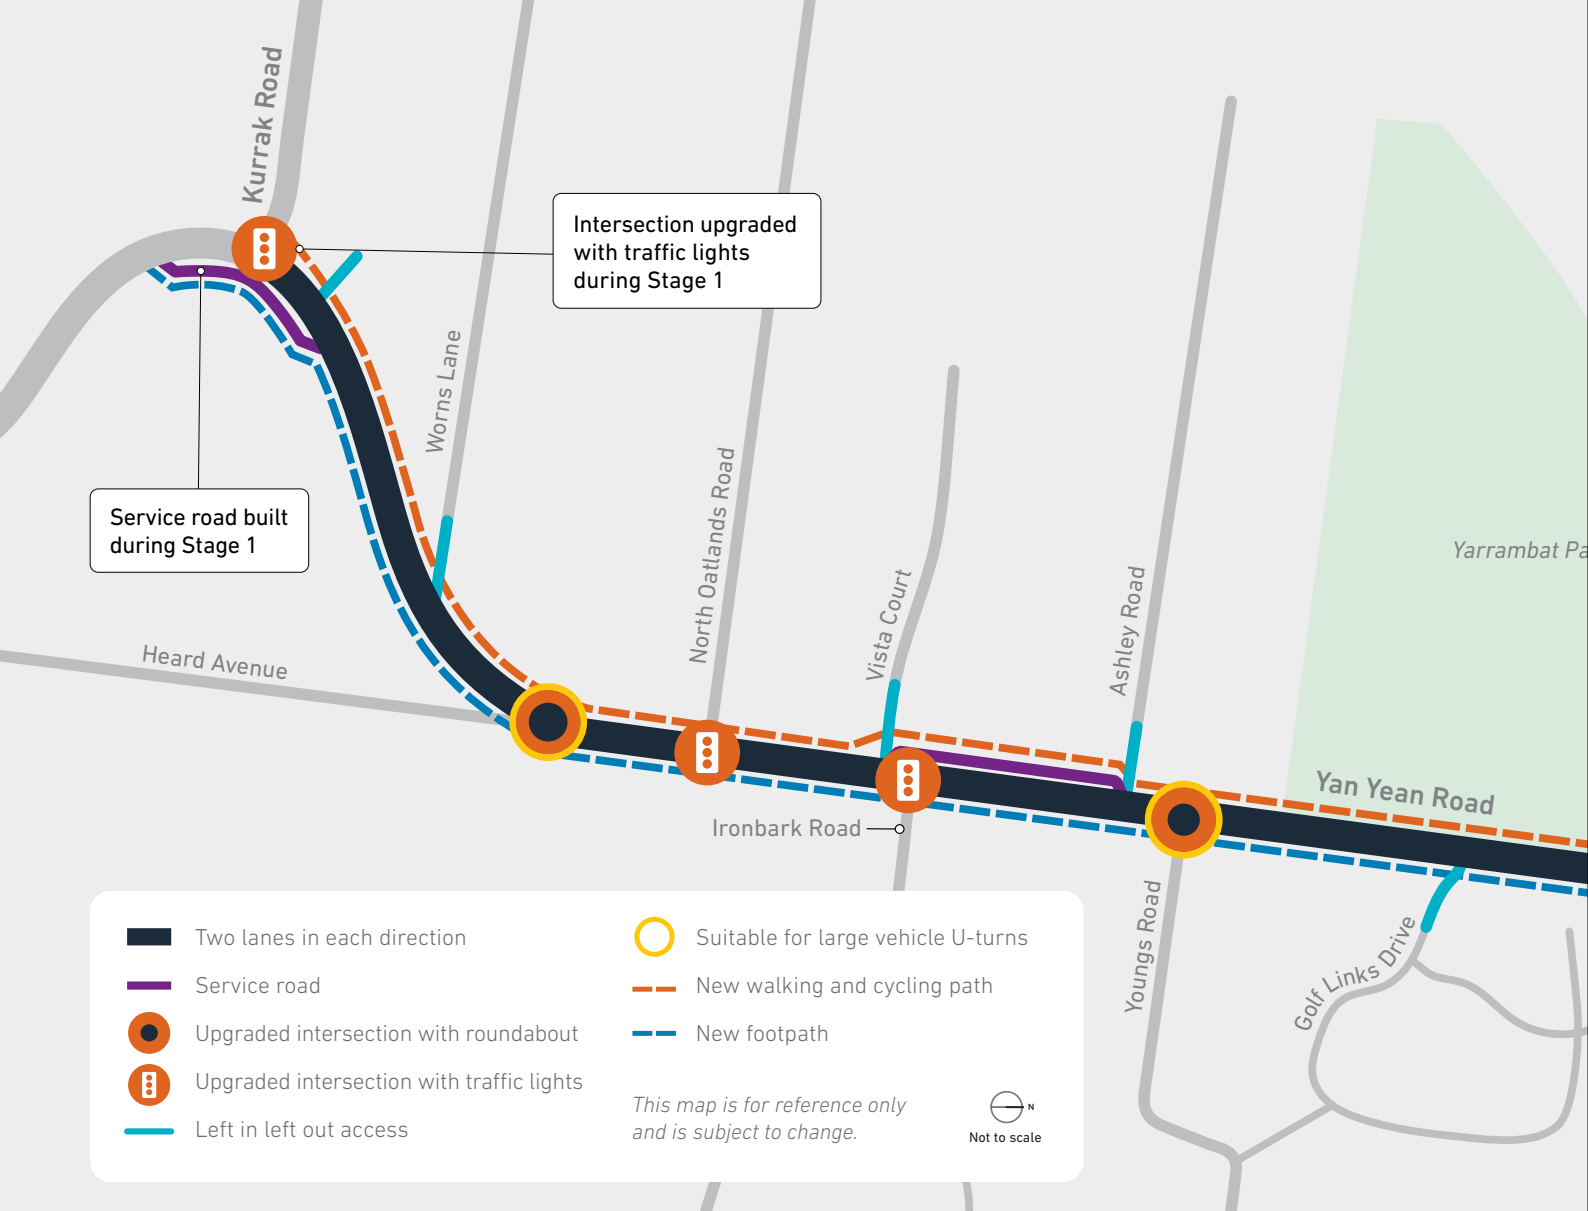 Kurrak Road
Intersection upgraded
with traffic lights
during Stage 1
Worns Lane
Service road built
during Stage 1
North Oatlands Road
Yarrambat Pa
Vista Court
Ashley Road
Heard Avenue
Yan Yean Road
Ironbark Road
Youngs Road
Golf Links Drive
Two lanes in each direction
Service road
Upgraded intersection with roundabout
Upgraded intersection with traffic lights
Left in left out access
Suitable for large vehicle U-turns
New walking and cycling path
New footpath
This map is for reference only
and is subject to change.
N
Not to scale